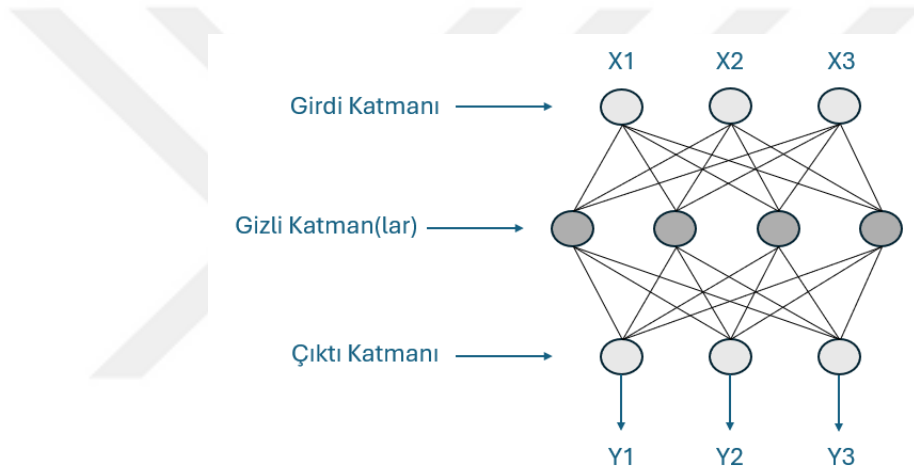 X1 X2 X3
Girdi Katmanı
Gizli Katman(lar)
Çıktı Katmanı
Y1 Y2 Y3